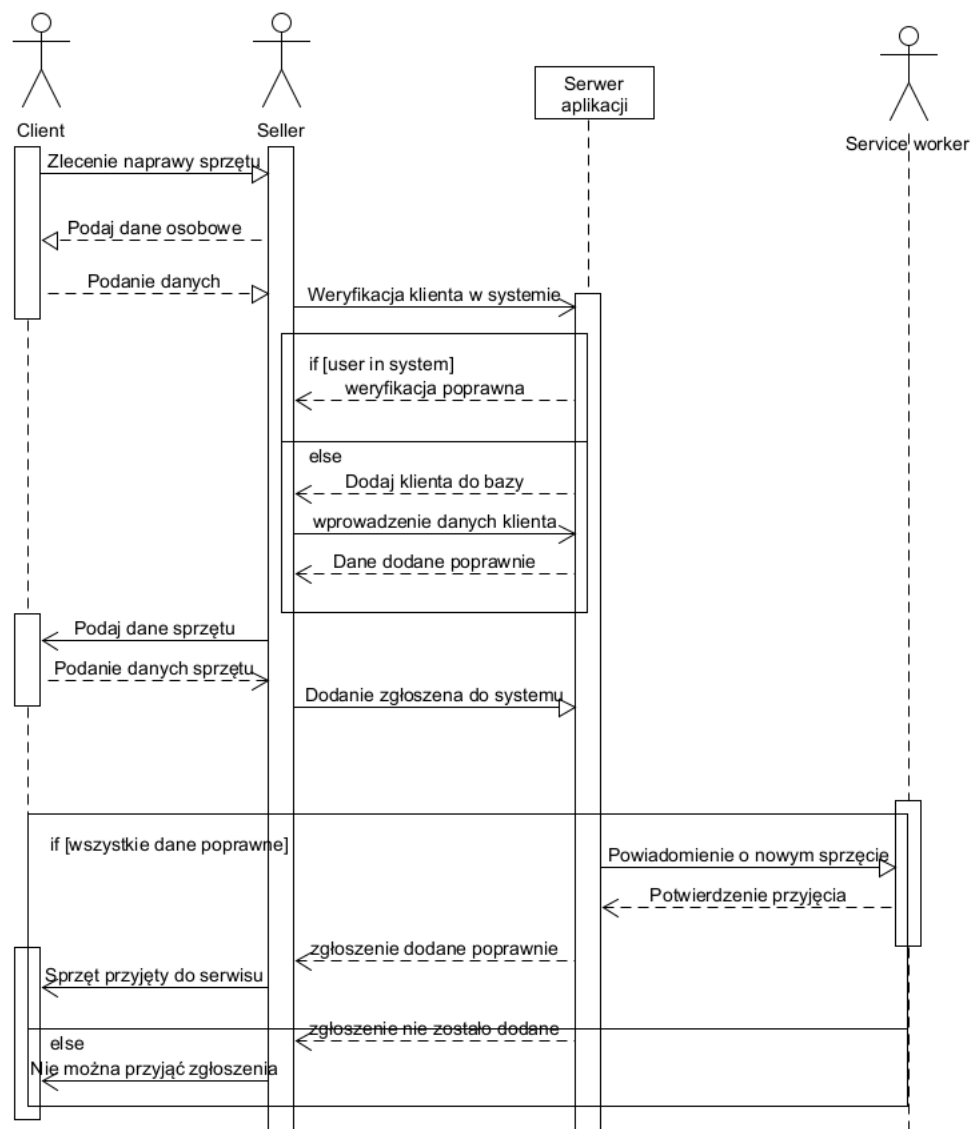 Serwer
aplikacji
Client
Seller
Service worker
Zlecenie naprawy sprzętu
Podaj dane osobowe
Podanie danych
Weryfikacja klienta w systemie
if [user in system]
weryfikacja poprawna
else
Dodaj klienta do bazy
wprowadzenie danych klienta
Dane dodane poprawnie
Podaj dane sprzętu
Podanie danych sprzętu
Dodanie zgłoszena do systemu
if [wszystkie dane poprawne]
Powiadomienie o nowym sprzęcie
Potwierdzenie przyjęcia
zgłoszenie dodane poprawnie
Sprzęt przyjęty do serwisu
zgłoszenie nie zostało dodane
else
Nie można przyjąć zgłoszenia